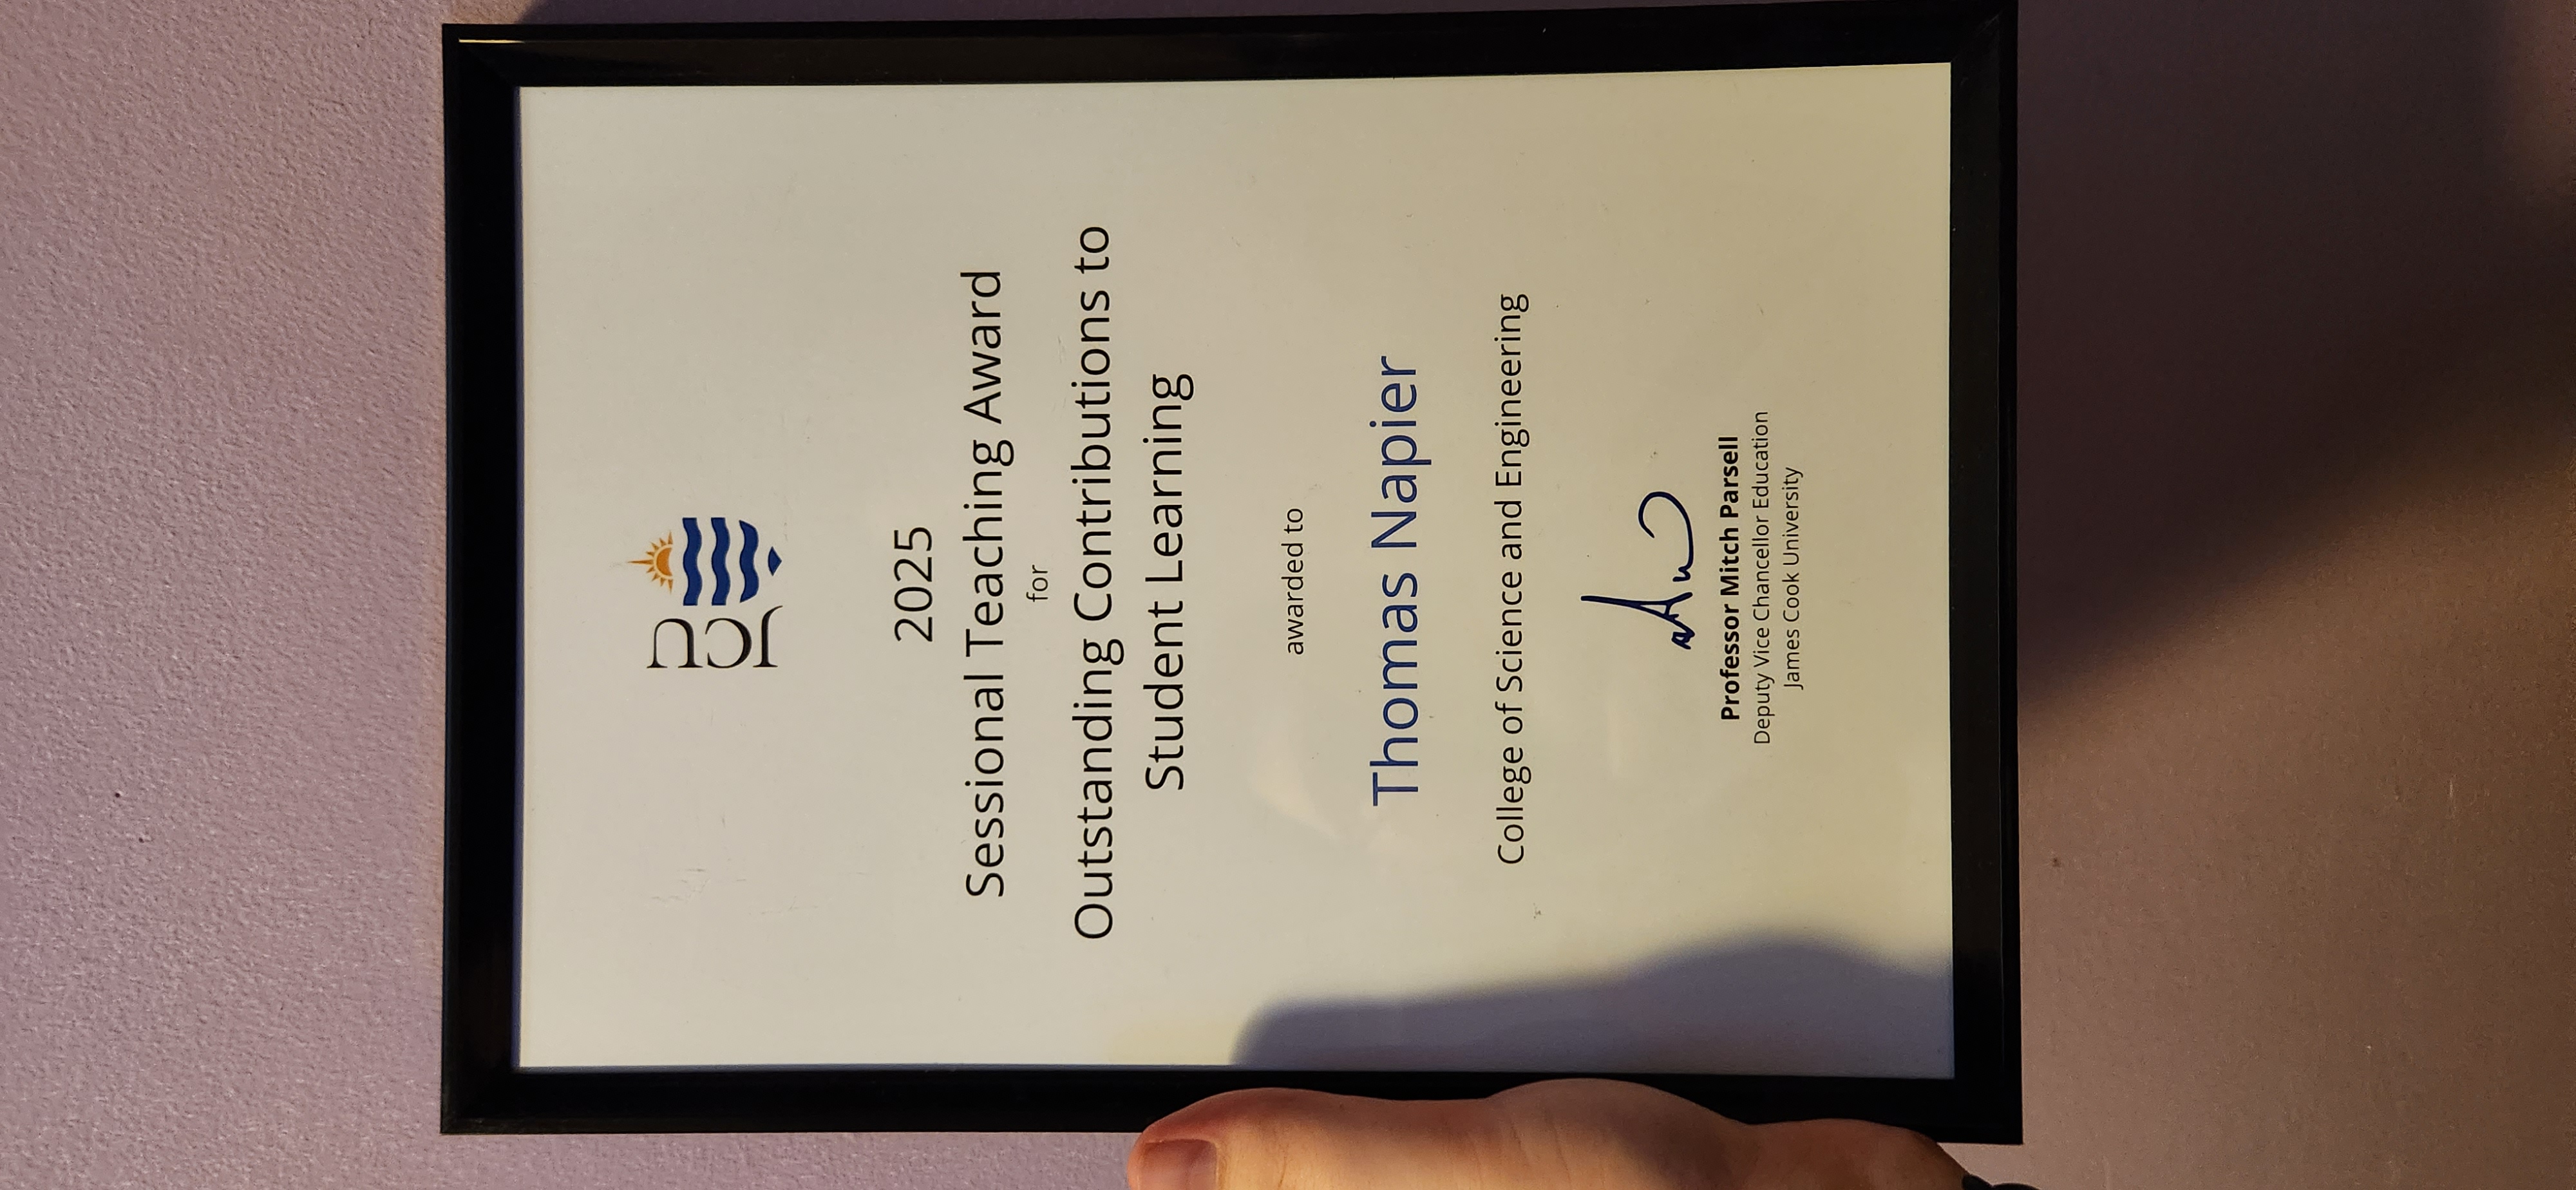 JCU
2025
Sessional Teaching Award
for
Outstanding Contributions to
Student Learning
awarded to
Thomas Napier
College of Science and Engineering
Professor Mitch Parsell
Deputy Vice Chancellor Education
James Cook University